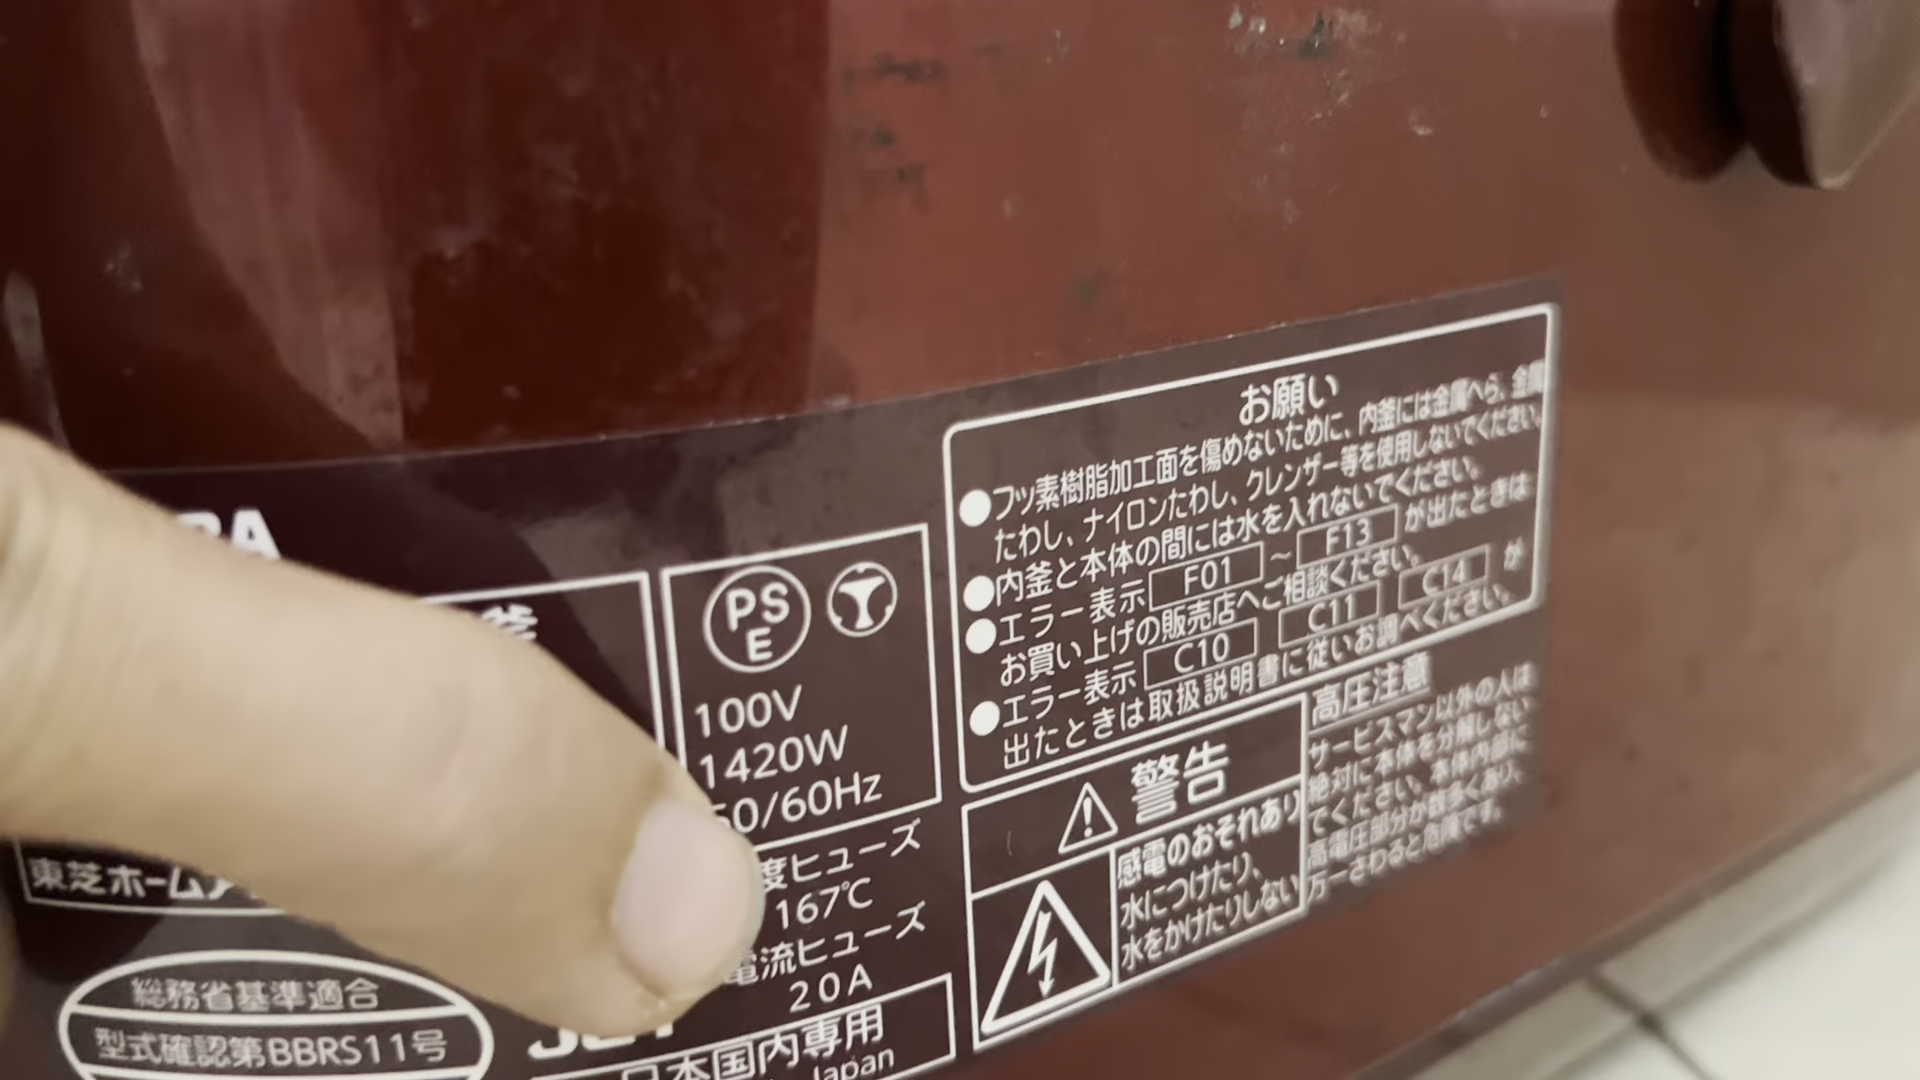 釜
PS
E
100V
1420W
50/60Hz
度ヒューズ
167℃
電流ヒューズ
20A
東芝ホームア
総務省基準適合
型式確認第BBRS11号
日本国内専用
Japan
お願い
●フッ素樹脂加工面を傷めないために、内釜には金属へら、金属
たわし、ナイロンたわし、クレンザー等を使用しないでください。
●内釜と本体の間には水を入れないでください。
●エラー表示 F01 ～ F13 が出たときは
お買い上げの販売店へご相談ください。
●エラー表示 C10 C11 C14 が
出たときは取扱説明書に従いお調べください。
警告
感電のおそれあり
水につけたり、
水をかけたりしない
高圧注意
サービスマン以外の人は
絶対に本体を分解しない
でください。本体内部に
高電圧部分が数多くあり、
万一さわると危険です。